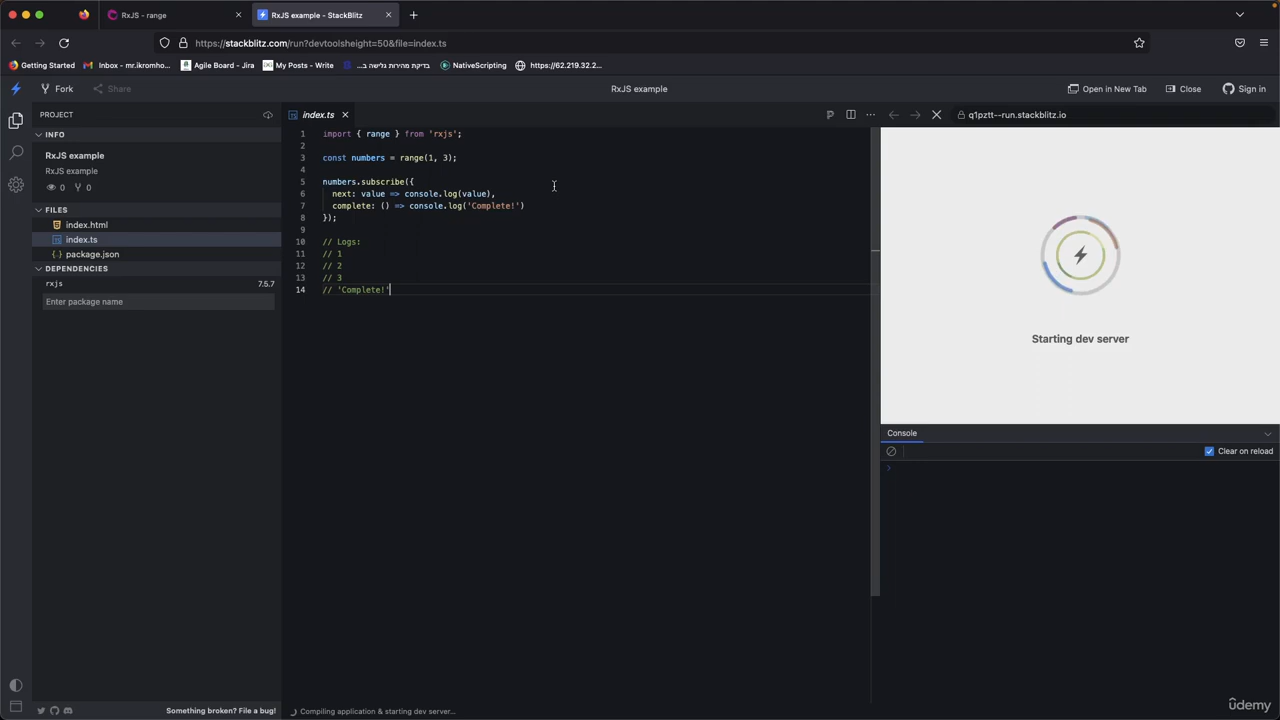 RxJS - range
RxJS example - StackBlitz
https://stackblitz.com/run?devtoolsheight=50&file=index.ts
Getting Started
Inbox - mr.ikromho...
Agile Board - Jira
My Posts - Write
בדיקת מהירות גלישה ב...
NativeScripting
https://62.219.32.2...
Fork
Share
RxJS example
Open in New Tab
Close
Sign in
PROJECT
INFO
RxJS example
RxJS example
0
0
FILES
index.html
index.ts
package.json
DEPENDENCIES
rxjs 7.5.7
Enter package name
index.ts
1 import { range } from 'rxjs';
2
3 const numbers = range(1, 3);
4
5 numbers.subscribe({
6 next: value => console.log(value),
7 complete: () => console.log('Complete!')
8 });
9
10 // Logs:
11 // 1
12 // 2
13 // 3
14 // 'Complete!'
q1pztt--run.stackblitz.io
Starting dev server
Console
Clear on reload
Something broken? File a bug!
Compiling application & starting dev server...
udemy